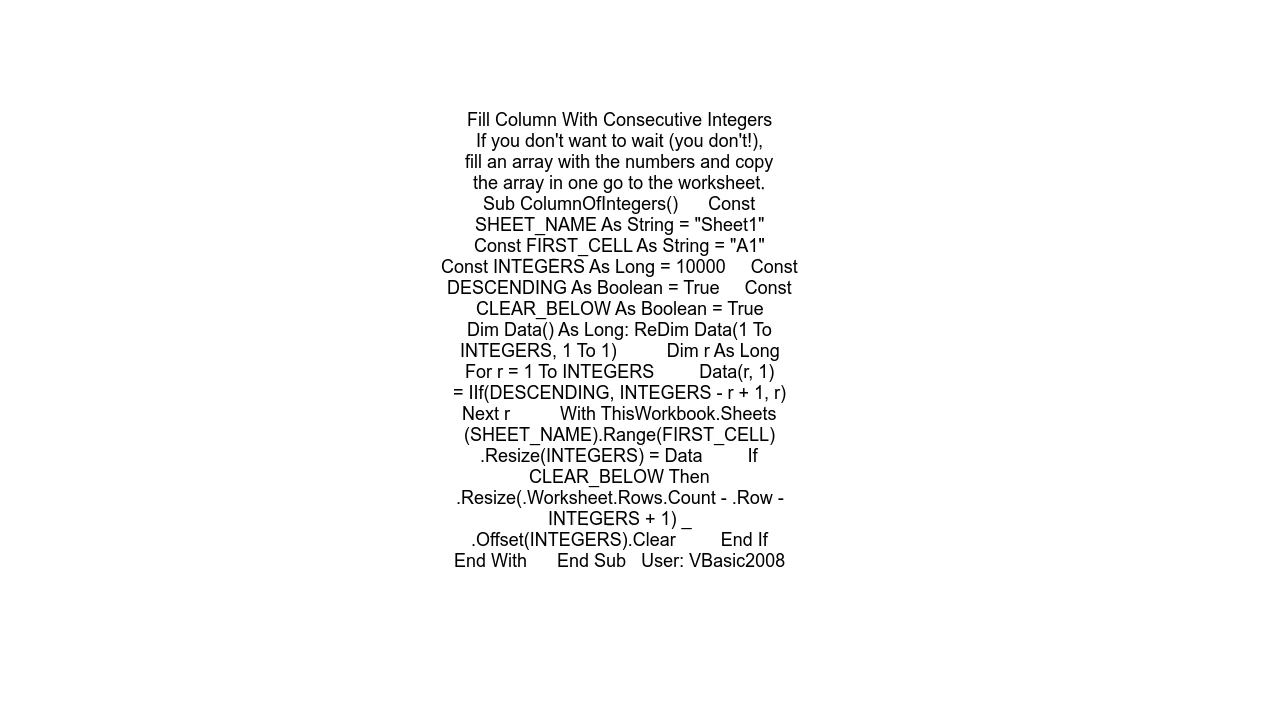 Fill Column With Consecutive Integers
If you don't want to wait (you don't!),
fill an array with the numbers and copy
the array in one go to the worksheet.
Sub ColumnOfIntegers()      Const
SHEET_NAME As String = "Sheet1"
Const FIRST_CELL As String = "A1"
Const INTEGERS As Long = 10000     Const
DESCENDING As Boolean = True     Const
CLEAR_BELOW As Boolean = True
Dim Data() As Long: ReDim Data(1 To
INTEGERS, 1 To 1)          Dim r As Long
For r = 1 To INTEGERS         Data(r, 1)
= IIf(DESCENDING, INTEGERS - r + 1, r)
Next r          With ThisWorkbook.Sheets
(SHEET_NAME).Range(FIRST_CELL)
.Resize(INTEGERS) = Data         If
CLEAR_BELOW Then
.Resize(.Worksheet.Rows.Count - .Row -
INTEGERS + 1) _
.Offset(INTEGERS).Clear         End If
End With      End Sub   User: VBasic2008